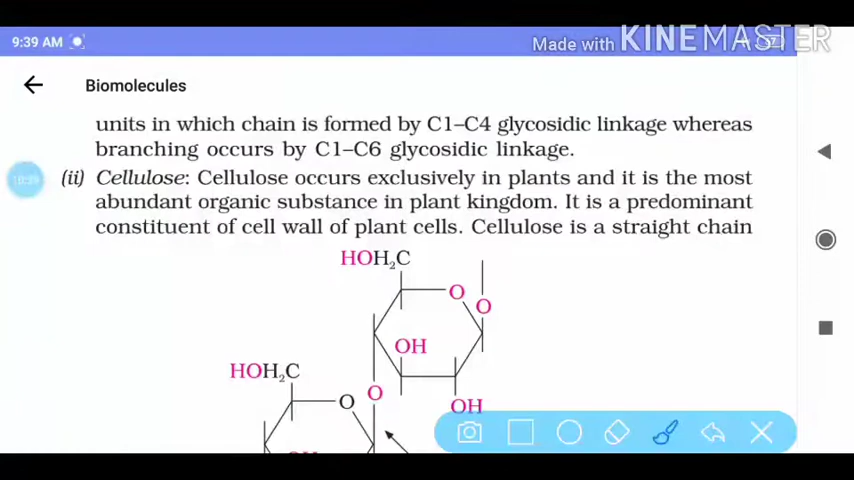 9:39 AM
Made with KINEMASTER
Biomolecules
units in which chain is formed by C1–C4 glycosidic linkage whereas
branching occurs by C1–C6 glycosidic linkage.
(ii) Cellulose: Cellulose occurs exclusively in plants and it is the most
abundant organic substance in plant kingdom. It is a predominant
constituent of cell wall of plant cells. Cellulose is a straight chain
HOH₂C
O
O
OH
HOH₂C
O
O
OH